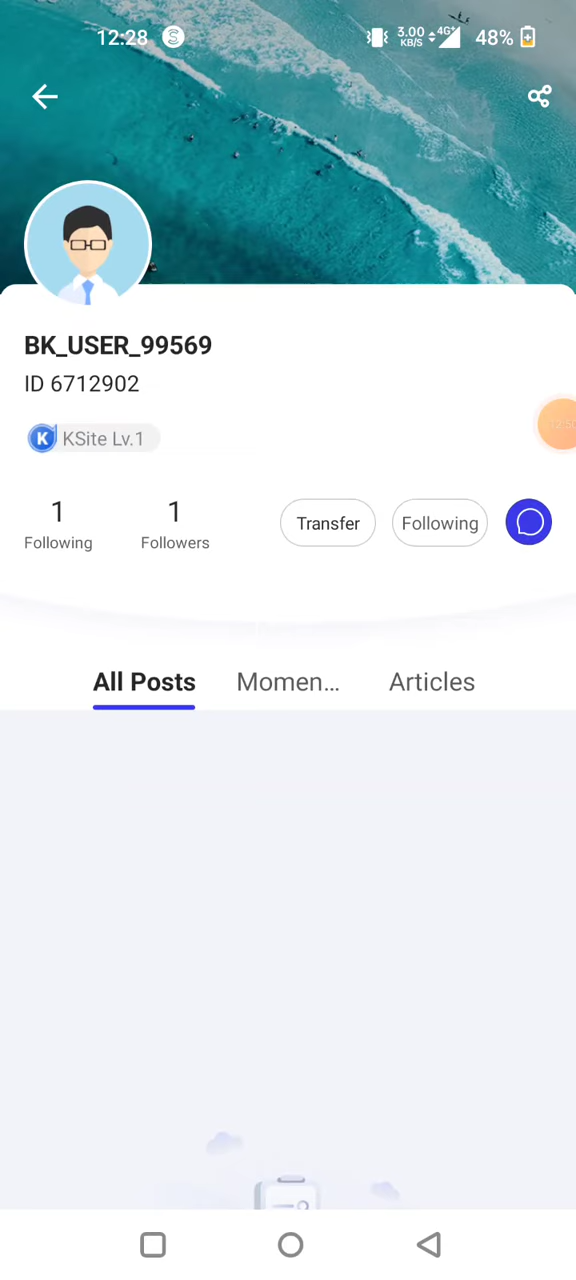 12:28 3.00 KB/S 4G+ 48%
BK_USER_99569
ID 6712902
K KSite Lv.1
1 1
Following Followers
Transfer Following
All Posts Momen... Articles